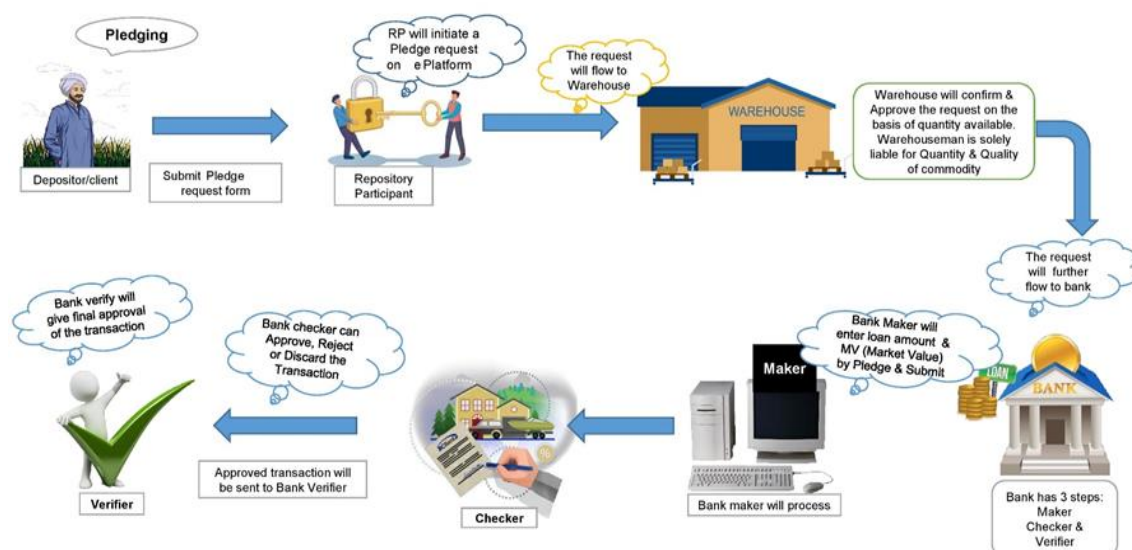 Pledging
Depositor/client
Submit Pledge
request form
RP will initiate a
Pledge request
on e Platform
Repository
Participant
The request
will flow to
Warehouse
WAREHOUSE
Warehouse will confirm &
Approve the request on the
basis of quantity available.
Warehouseman is solely
liable for Quantity & Quality
of commodity
The request
will further
flow to bank
LOAN
BANK
Bank has 3 steps:
Maker
Checker &
Verifier
Bank Maker will
enter loan amount &
MV (Market Value)
by Pledge & Submit
Maker
Bank maker will process
Checker
Bank checker can
Approve, Reject
or Discard the
Transaction
Approved transaction will
be sent to Bank Verifier
Bank verify will
give final approval
of the transaction
Verifier